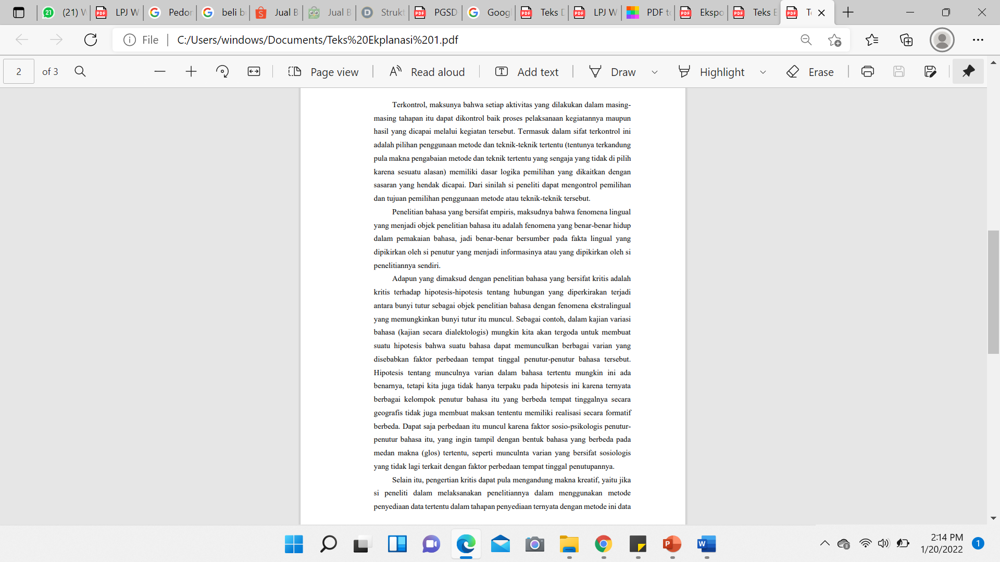 (21) W
LPJ W
Pedor
beli b
Jual B
Jual B
Strukt
PGSD
Googl
Teks D
LPJ W
PDF to
Ekspo
Teks E
Te
File
C:/Users/windows/Documents/Teks%20Ekplanasi%201.pdf
2
of 3
Page view
Read aloud
Add text
Draw
Highlight
Erase
Terkontrol, maksunya bahwa setiap aktivitas yang dilakukan dalam masing-
masing tahapan itu dapat dikontrol baik proses pelaksanaan kegiatannya maupun
hasil yang dicapai melalui kegiatan tersebut. Termasuk dalam sifat terkontrol ini
adalah pilihan penggunaan metode dan teknik-teknik tertentu (tentunya terkandung
pula makna pengabaian metode dan teknik tertentu yang sengaja yang tidak di pilih
karena sesuatu alasan) memiliki dasar logika pemilihan yang dikaitkan dengan
sasaran yang hendak dicapai. Dari sinilah si peneliti dapat mengontrol pemilihan
dan tujuan pemilihan penggunaan metode atau teknik-teknik tersebut.
Penelitian bahasa yang bersifat empiris, maksudnya bahwa fenomena lingual
yang menjadi objek penelitian bahasa itu adalah fenomena yang benar-benar hidup
dalam pemakaian bahasa, jadi benar-benar bersumber pada fakta lingual yang
dipikirkan oleh si penutur yang menjadi informasinya atau yang dipikirkan oleh si
penelitiannya sendiri.
Adapun yang dimaksud dengan penelitian bahasa yang bersifat kritis adalah
kritis terhadap hipotesis-hipotesis tentang hubungan yang diperkirakan terjadi
antara bunyi tutur sebagai objek penelitian bahasa dengan fenomena ekstralingual
yang memungkinkan bunyi tutur itu muncul. Sebagai contoh, dalam kajian variasi
bahasa (kajian secara dialektologis) mungkin kita akan tergoda untuk membuat
suatu hipotesis bahwa suatu bahasa dapat memunculkan berbagai varian yang
disebabkan faktor perbedaan tempat tinggal penutur-penutur bahasa tersebut.
Hipotesis tentang munculnya varian dalam bahasa tertentu mungkin ini ada
benarnya, tetapi kita juga tidak hanya terpaku pada hipotesis ini karena ternyata
berbagai kelompok penutur bahasa itu yang berbeda tempat tinggalnya secara
geografis tidak juga membuat maksan tententu memiliki realisasi secara formatif
berbeda. Dapat saja perbedaan itu muncul karena faktor sosio-psikologis penutur-
penutur bahasa itu, yang ingin tampil dengan bentuk bahasa yang berbeda pada
medan makna (glos) tertentu, seperti munculnta varian yang bersifat sosiologis
yang tidak lagi terkait dengan faktor perbedaan tempat tinggal penutupannya.
Selain itu, pengertian kritis dapat pula mengandung makna kreatif, yaitu jika
si peneliti dalam melaksanakan penelitiannya dalam menggunakan metode
penyediaan data tertentu dalam tahapan penyediaan ternyata dengan metode ini data
2:14 PM
1/20/2022
1